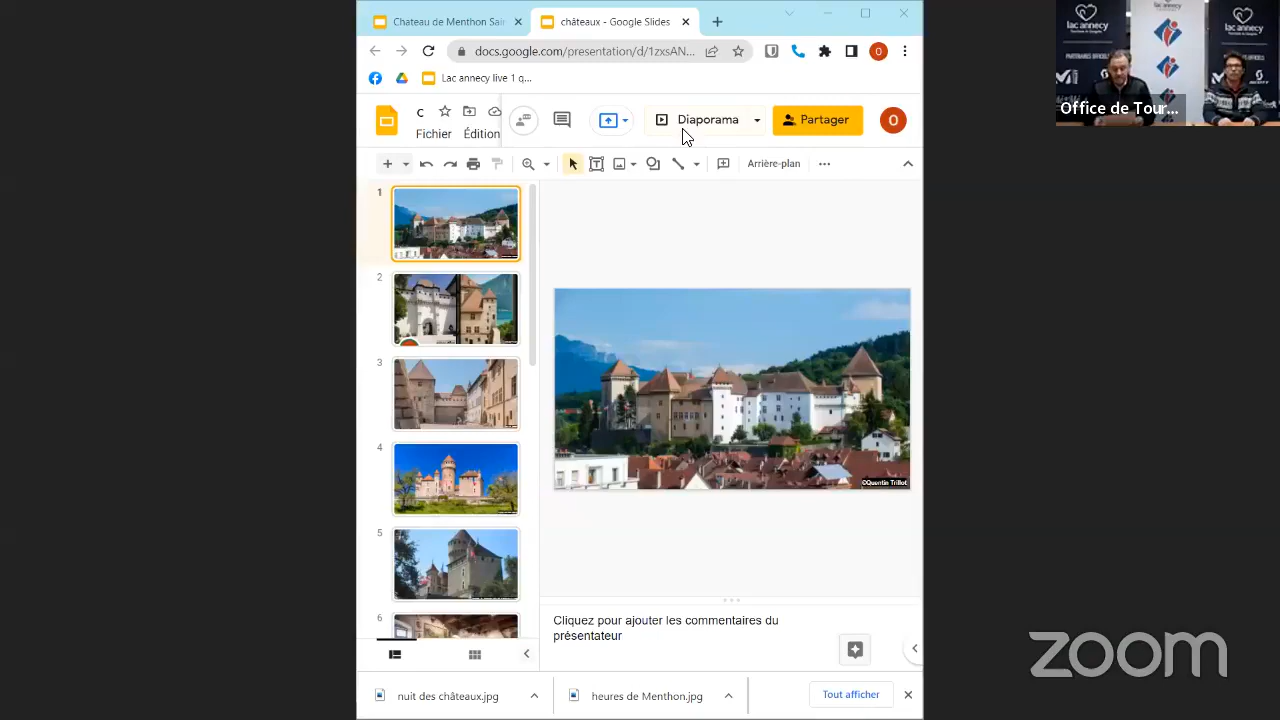 Chateau de Menthon Sai
châteaux - Google Slides
docs.google.com/presentation/d/1zxsAN...
O
Lac annecy live 1 q...
C
Diaporama
Partager
O
Fichier
Édition
Arrière-plan
1
2
3
4
5
6
©Quentin Trillot
Cliquez pour ajouter les commentaires du
présentateur
nuit des châteaux.jpg
heures de Menthon.jpg
Tout afficher
lac annecy
lac annecy
Office de Tour...
zoom